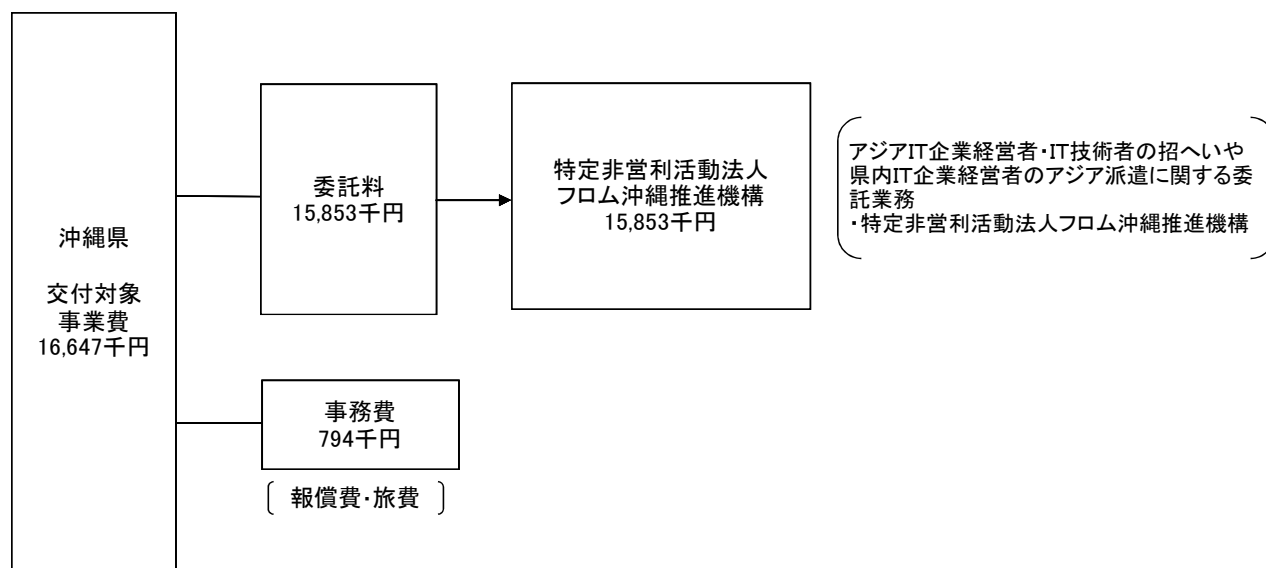 沖縄県
交付対象
事業費
16,647千円
委託料
15,853千円
特定非営利活動法人
フロム沖縄推進機構
15,853千円
アジアIT企業経営者・IT技術者の招へいや
県内IT企業経営者のアジア派遣に関する委
託業務
・特定非営利活動法人フロム沖縄推進機構
事務費
794千円
報償費・旅費